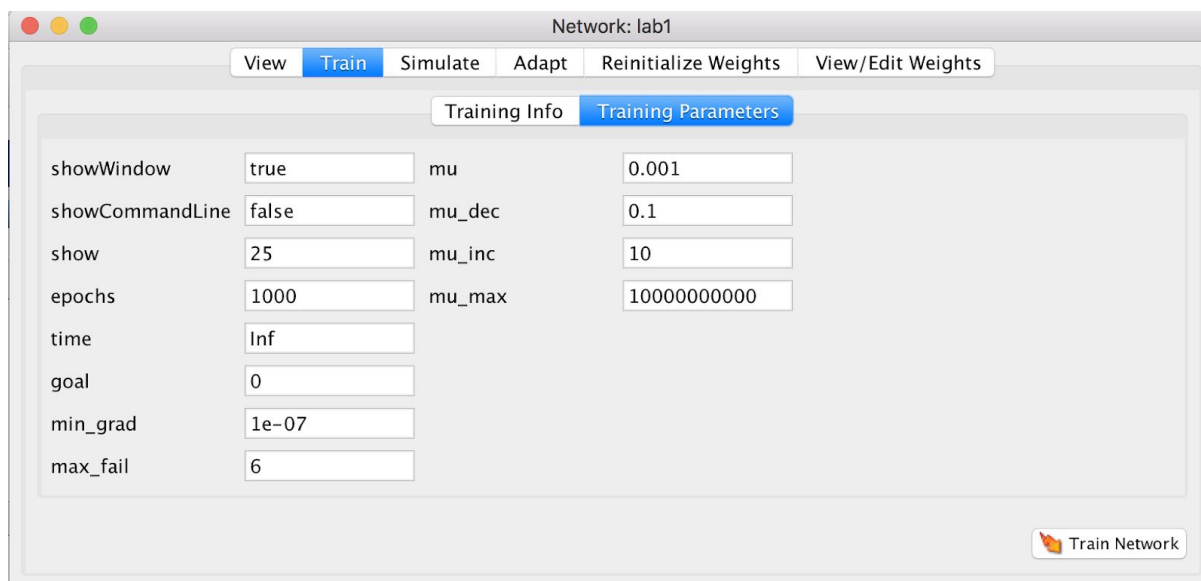 Network: lab1
View Train Simulate Adapt Reinitialize Weights View/Edit Weights
Training Info Training Parameters
showWindow true mu 0.001
showCommandLine false mu_dec 0.1
show 25 mu_inc 10
epochs 1000 mu_max 10000000000
time Inf
goal 0
min_grad 1e-07
max_fail 6
Train Network